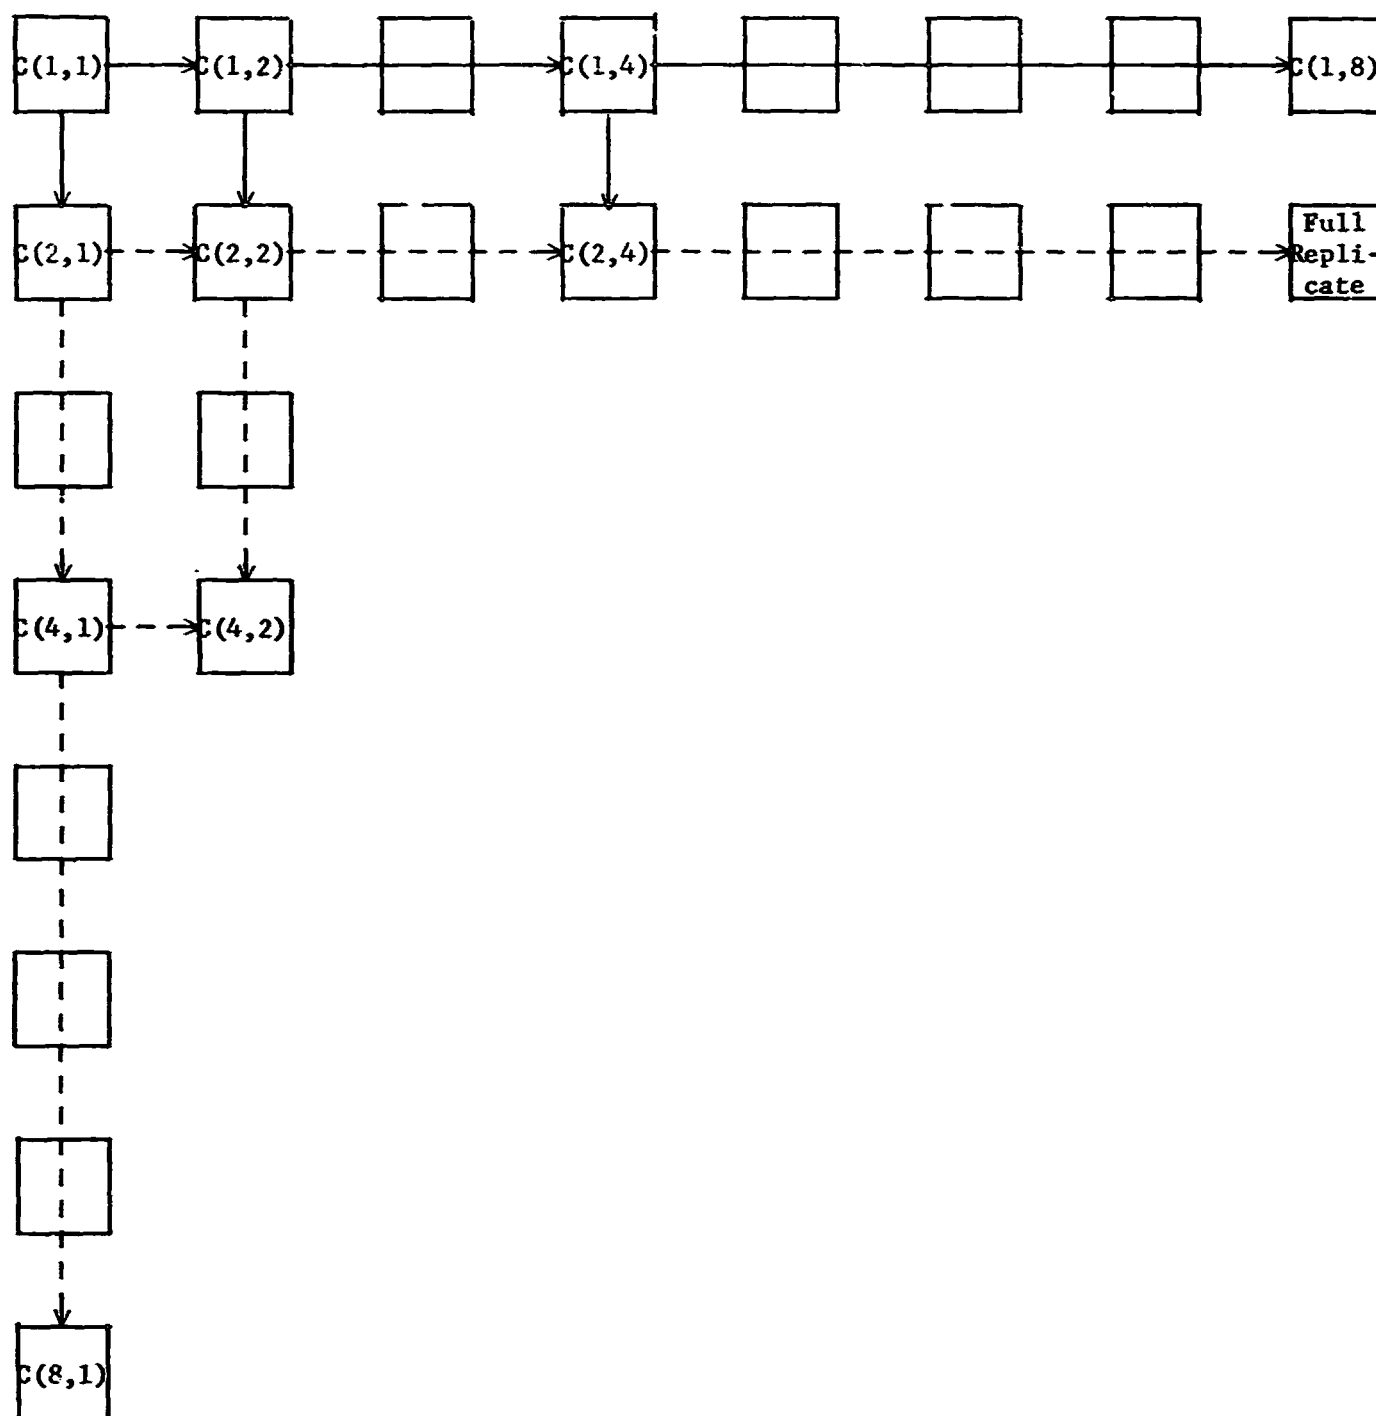 C(1,1) C(1,2) C(1,4) C(1,8)
C(2,1) C(2,2) C(2,4) Full
Repli-
cate
C(4,1) C(4,2)
C(8,1)